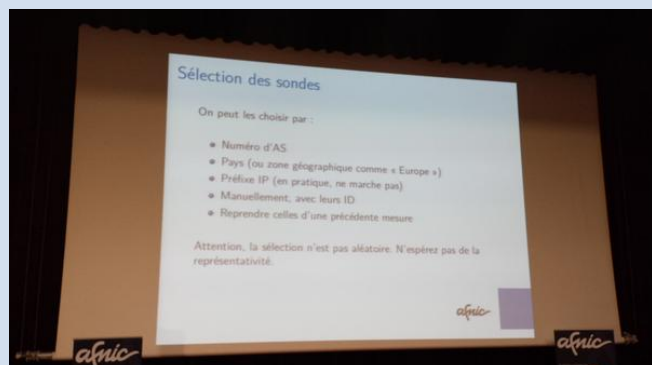 Sélection des sondes
On peut les choisir par :
Numéro d'AS
Pays (ou zone géographique comme « Europe »)
Préfixe IP (en pratique, ne marche pas)
Manuellement, avec leurs ID
Reprendre celles d'une précédente mesure
Attention, la sélection n'est pas aléatoire. N'espérez pas de la
représentativité.
afnic
afnic
afnic